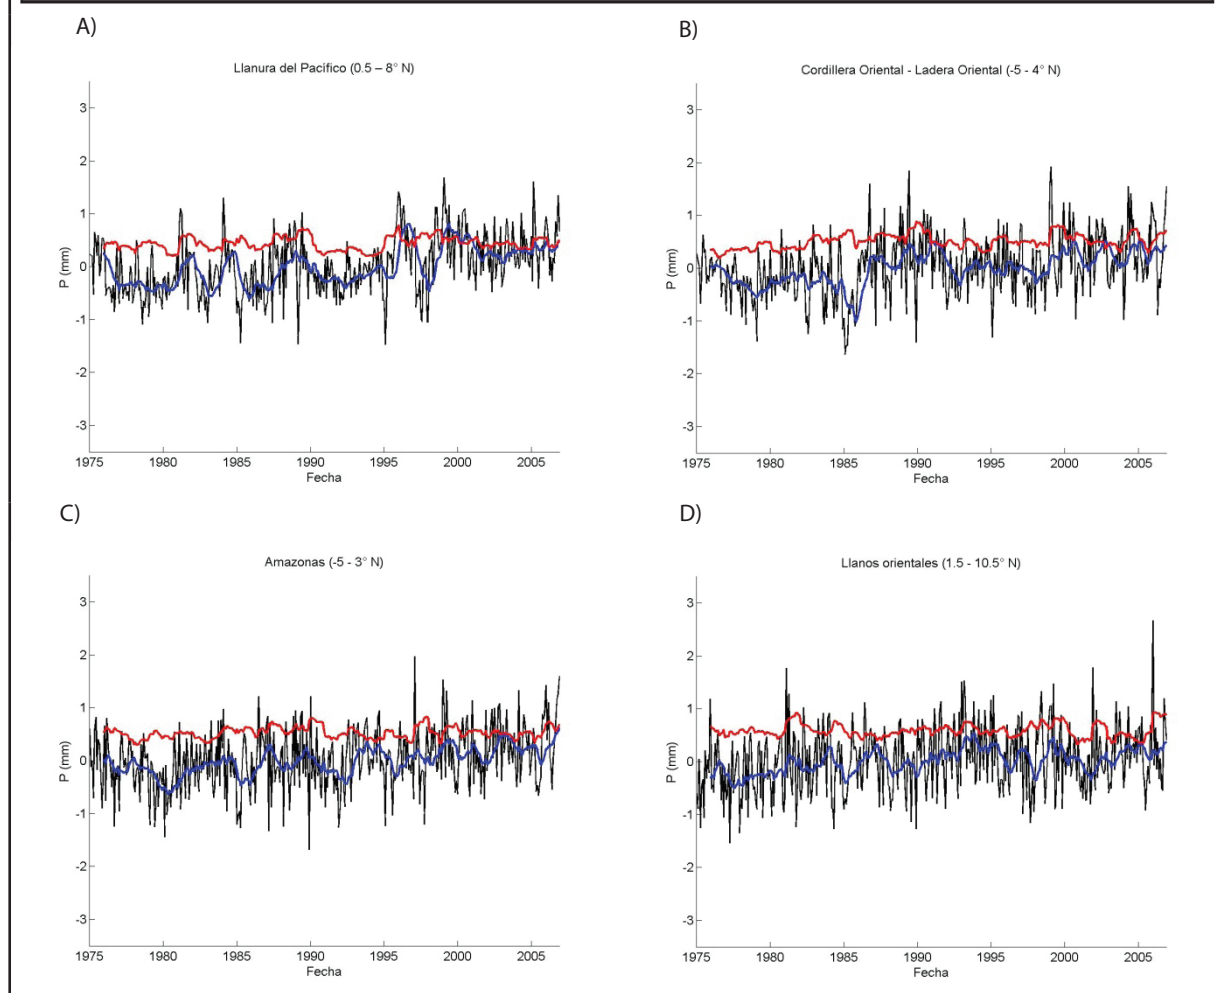 A)
Llanura del Pacífico (0.5 – 8° N)
P (mm)
3
2
1
0
-1
-2
-3
1975 1980 1985 1990 1995 2000 2005
Fecha
B)
Cordillera Oriental - Ladera Oriental (-5 - 4° N)
P (mm)
3
2
1
0
-1
-2
-3
1975 1980 1985 1990 1995 2000 2005
Fecha
C)
Amazonas (-5 - 3° N)
P (mm)
3
2
1
0
-1
-2
-3
1975 1980 1985 1990 1995 2000 2005
Fecha
D)
Llanos orientales (1.5 - 10.5° N)
P (mm)
3
2
1
0
-1
-2
-3
1975 1980 1985 1990 1995 2000 2005
Fecha